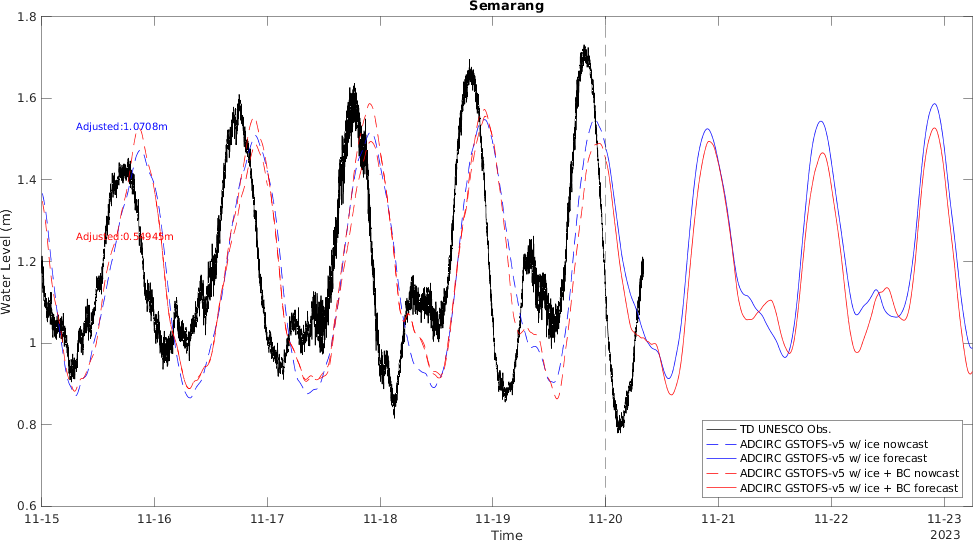 Semarang
1.8
1.6
1.4
1.2
1
0.8
0.6
Water Level (m)
Adjusted:1.0708m
Adjusted:0.54945m
TD UNESCO Obs.
ADCIRC GSTOFS-v5 w/ ice nowcast
ADCIRC GSTOFS-v5 w/ ice forecast
ADCIRC GSTOFS-v5 w/ ice + BC nowcast
ADCIRC GSTOFS-v5 w/ ice + BC forecast
11-15 11-16 11-17 11-18 11-19 11-20 11-21 11-22 11-23
Time
2023